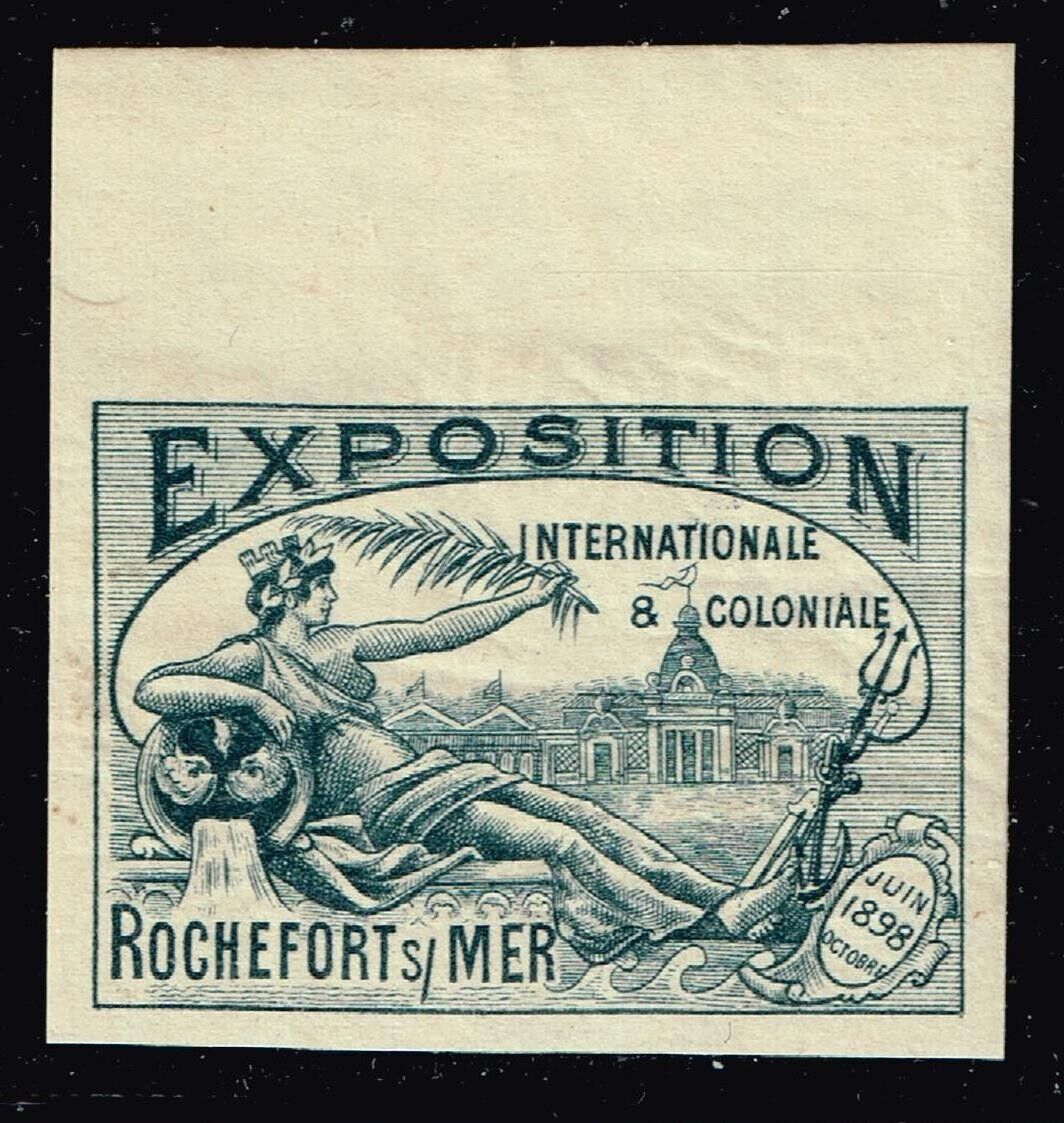 EXPOSITION
INTERNATIONALE
& COLONIALE
ROCHEFORT S/ MER
JUIN
1898
OCTOBRE